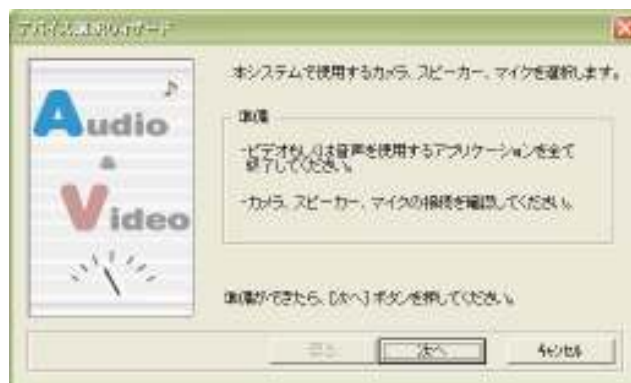 デバイス選択ウィザード
Audio
&
Video
本システムで使用するカメラ、スピーカー、マイクを選択します。
準備
・ビデオもしくは音声を使用するアプリケーションを全て
終了してください。
・カメラ、スピーカー、マイクの接続を確認してください。
準備ができたら、[次へ]ボタンを押してください。
戻る
次へ
キャンセル